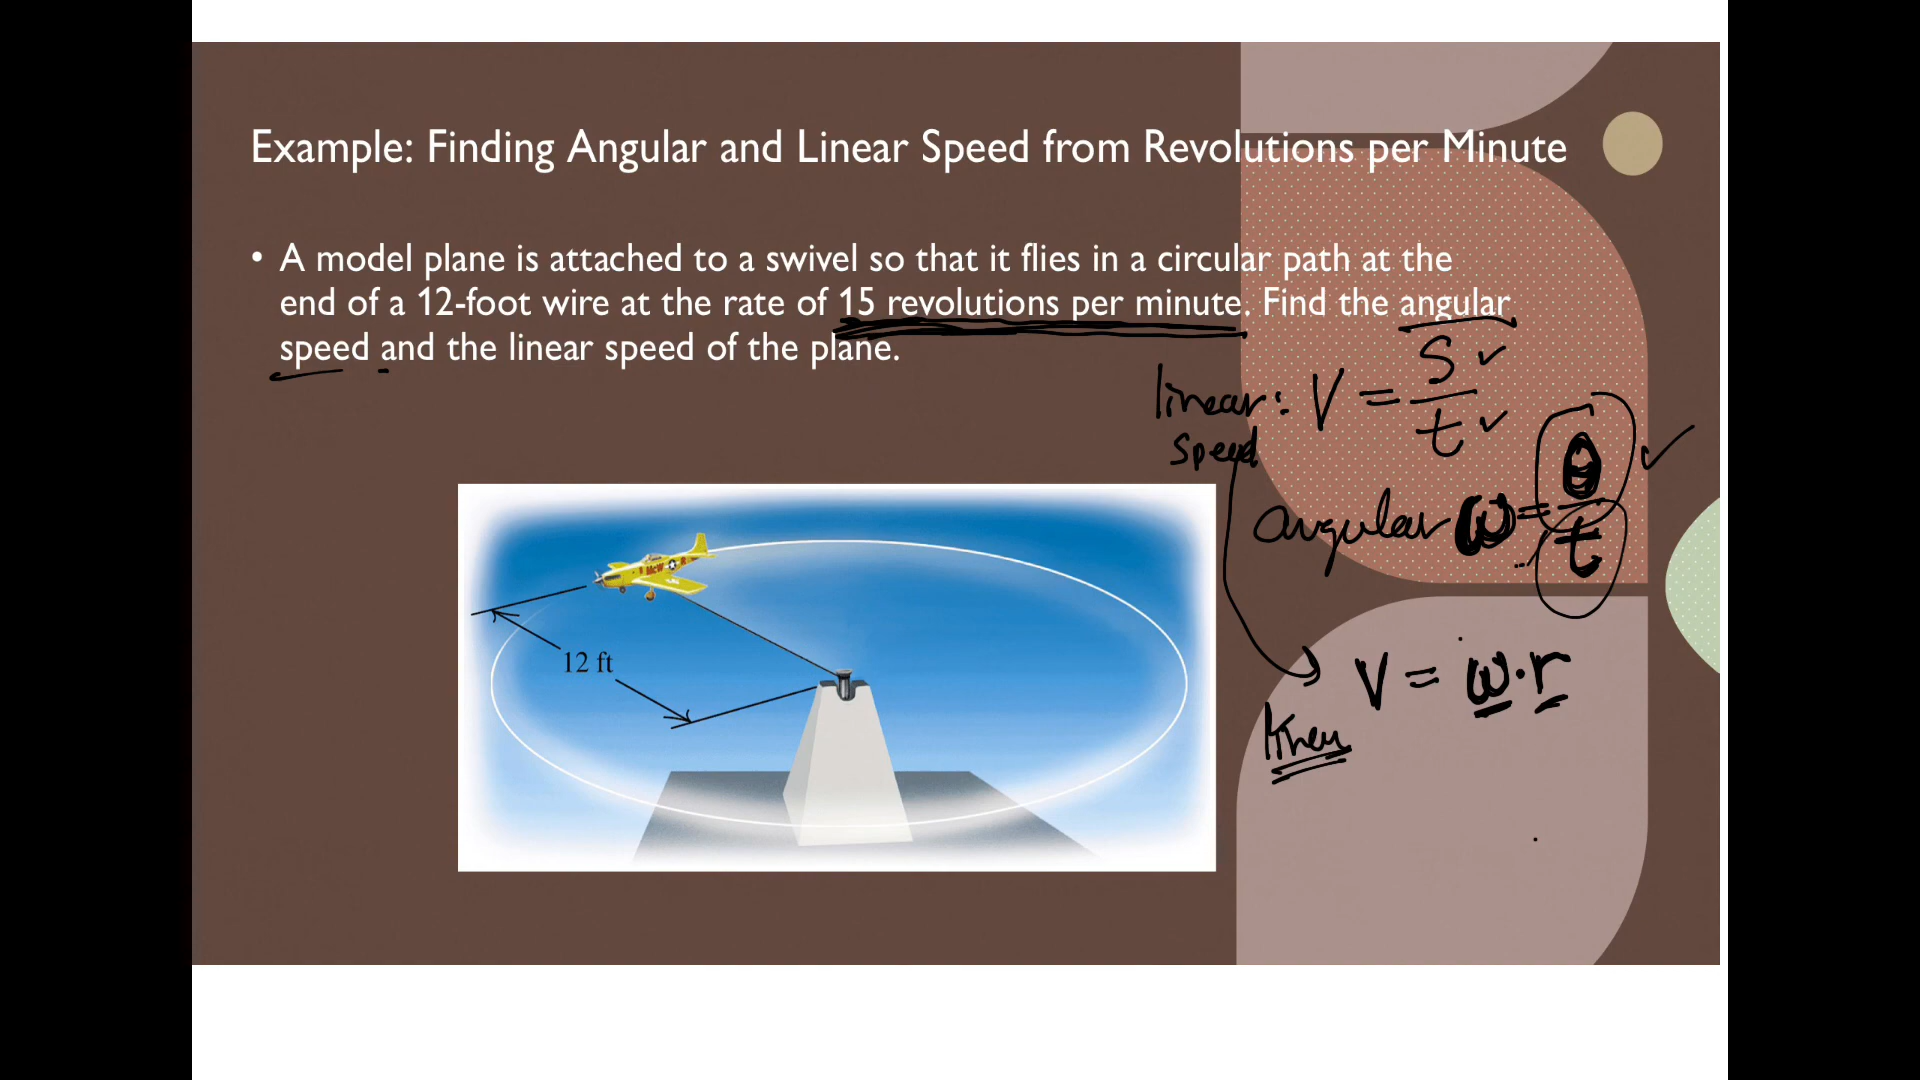 Example: Finding Angular and Linear Speed from Revolutions per Minute
• A model plane is attached to a swivel so that it flies in a circular path at the
end of a 12-foot wire at the rate of 15 revolutions per minute. Find the angular
speed and the linear speed of the plane.
linear: V = S/t
speed
angular ω = θ/t
V = ω·r
then
McW
12 ft